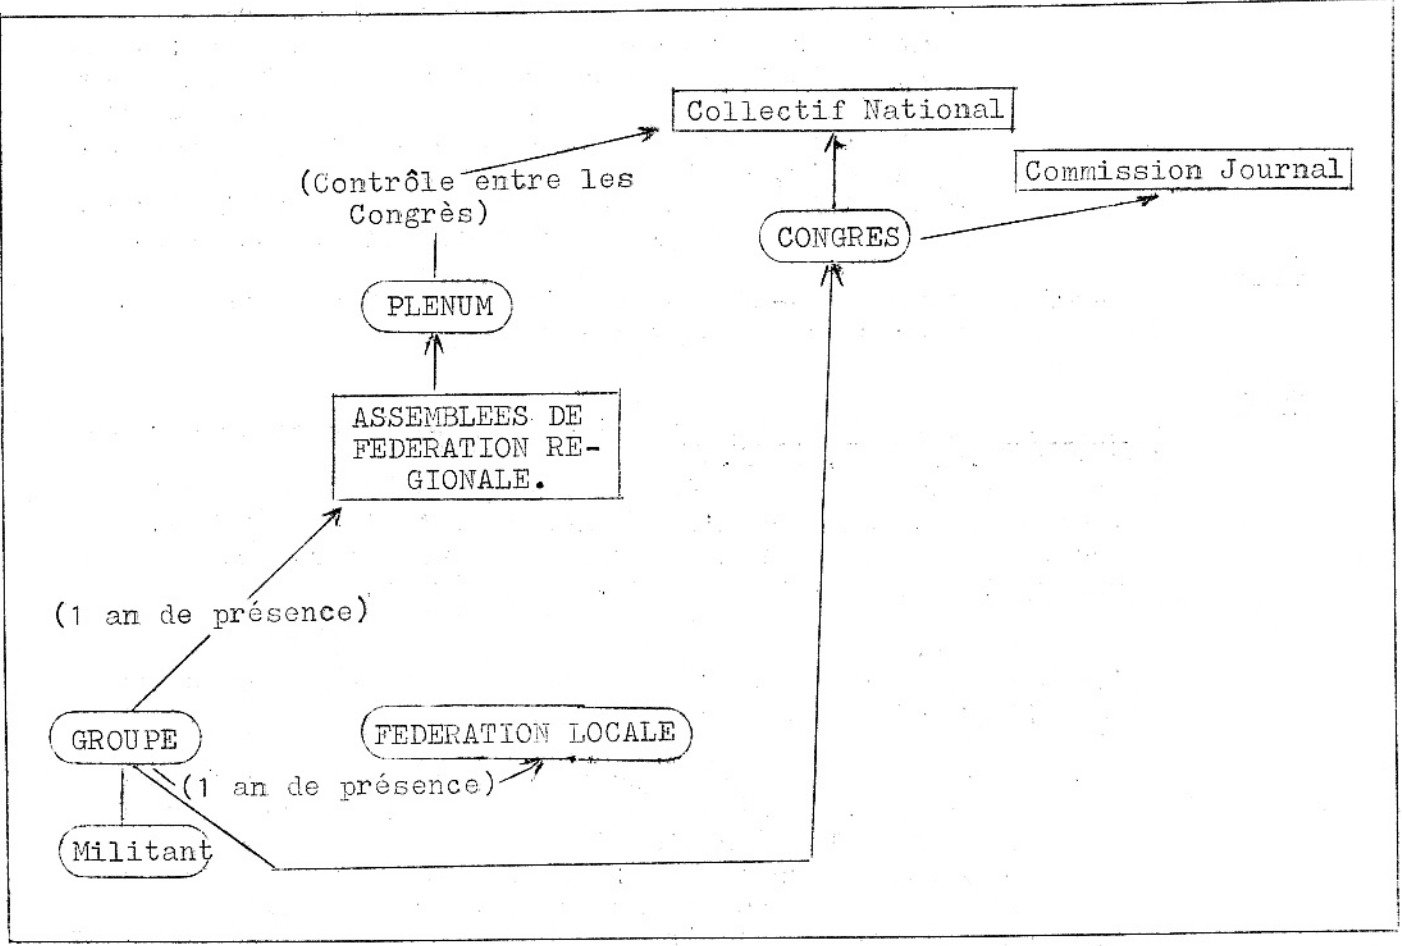 Collectif National
Commission Journal
(Contrôle entre les
Congrès)
CONGRES
PLENUM
ASSEMBLEES DE
FEDERATION RE-
GIONALE.
(1 an de présence)
GROUPE
FEDERATION LOCALE
(1 an de présence)
Militant